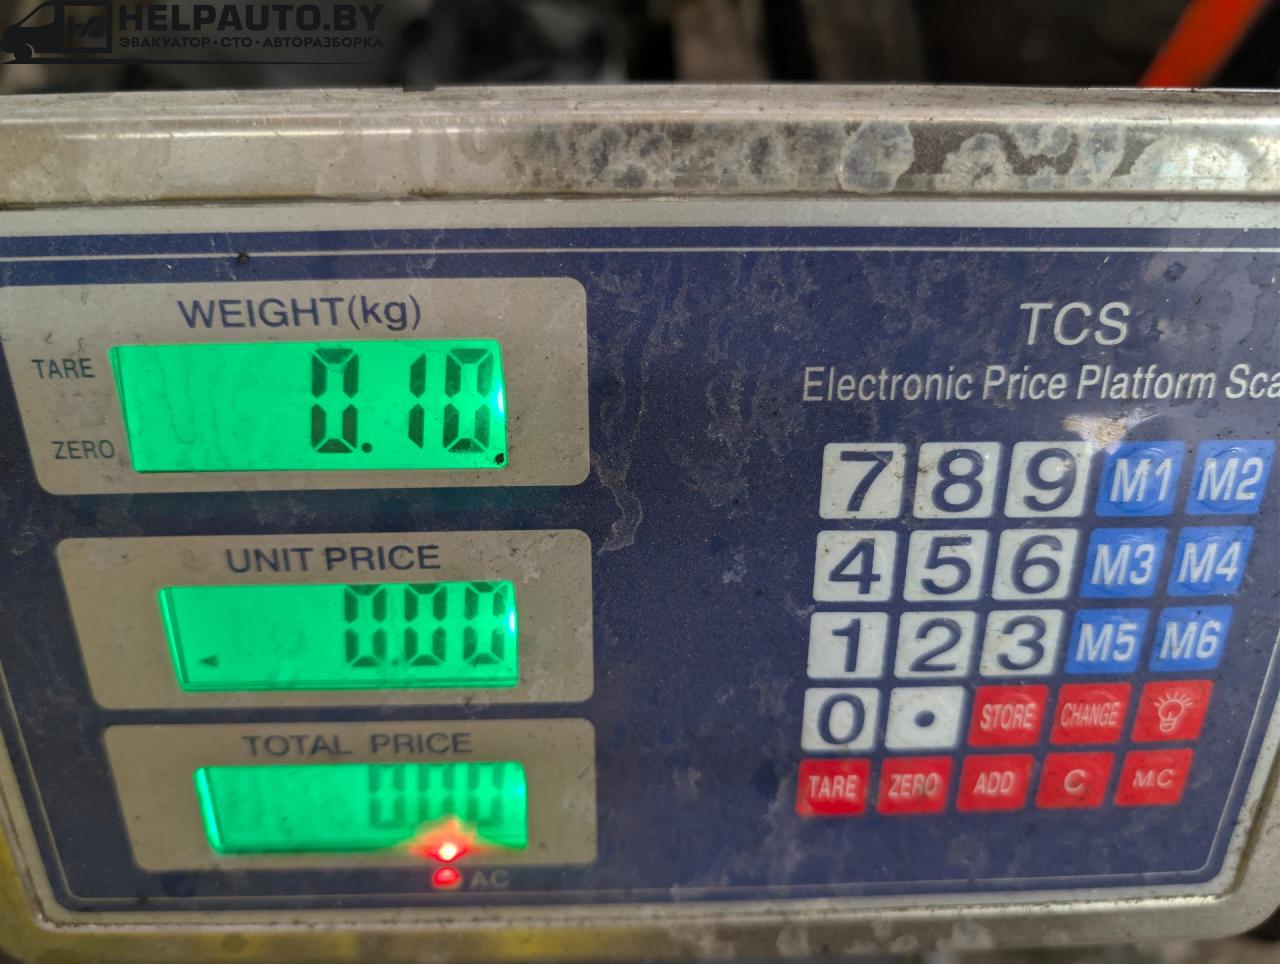 HELPAUTO.BY
ЭВАКУАТОР · СТО · АВТОРАЗБОРКА
WEIGHT(kg)
TARE
0.10
ZERO
UNIT PRICE
0.00
TOTAL PRICE
0.00
AC
TCS
Electronic Price Platform Sca
7 8 9 M1 M2
4 5 6 M3 M4
1 2 3 M5 M6
0 . STORE CHANGE
TARE ZERO ADD C M.C